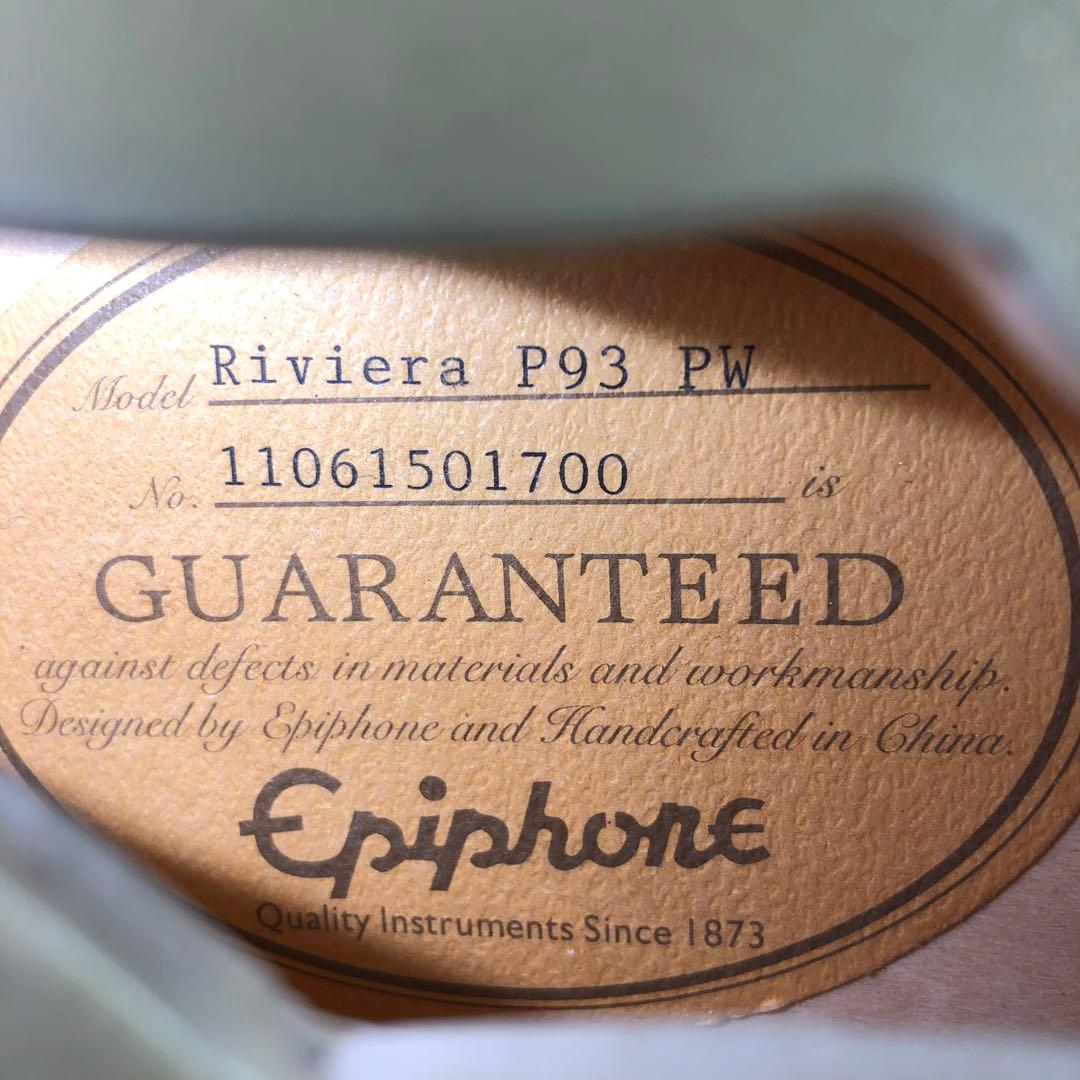 Model Riviera P93 PW
No. 11061501700 is
GUARANTEED
against defects in materials and workmanship.
Designed by Epiphone and Handcrafted in China.
Epiphone
Quality Instruments Since 1873